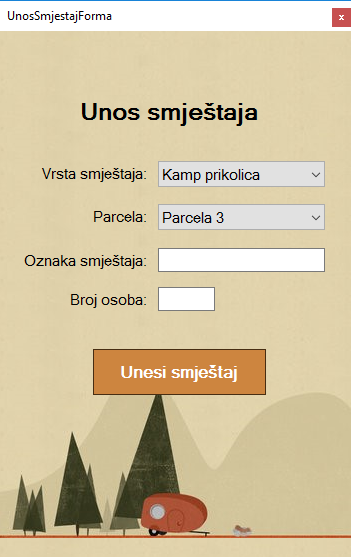 UnosSmjestajForma
x
Unos smještaja
Vrsta smještaja: Kamp prikolica
Parcela: Parcela 3
Oznaka smještaja:
Broj osoba:
Unesi smještaj